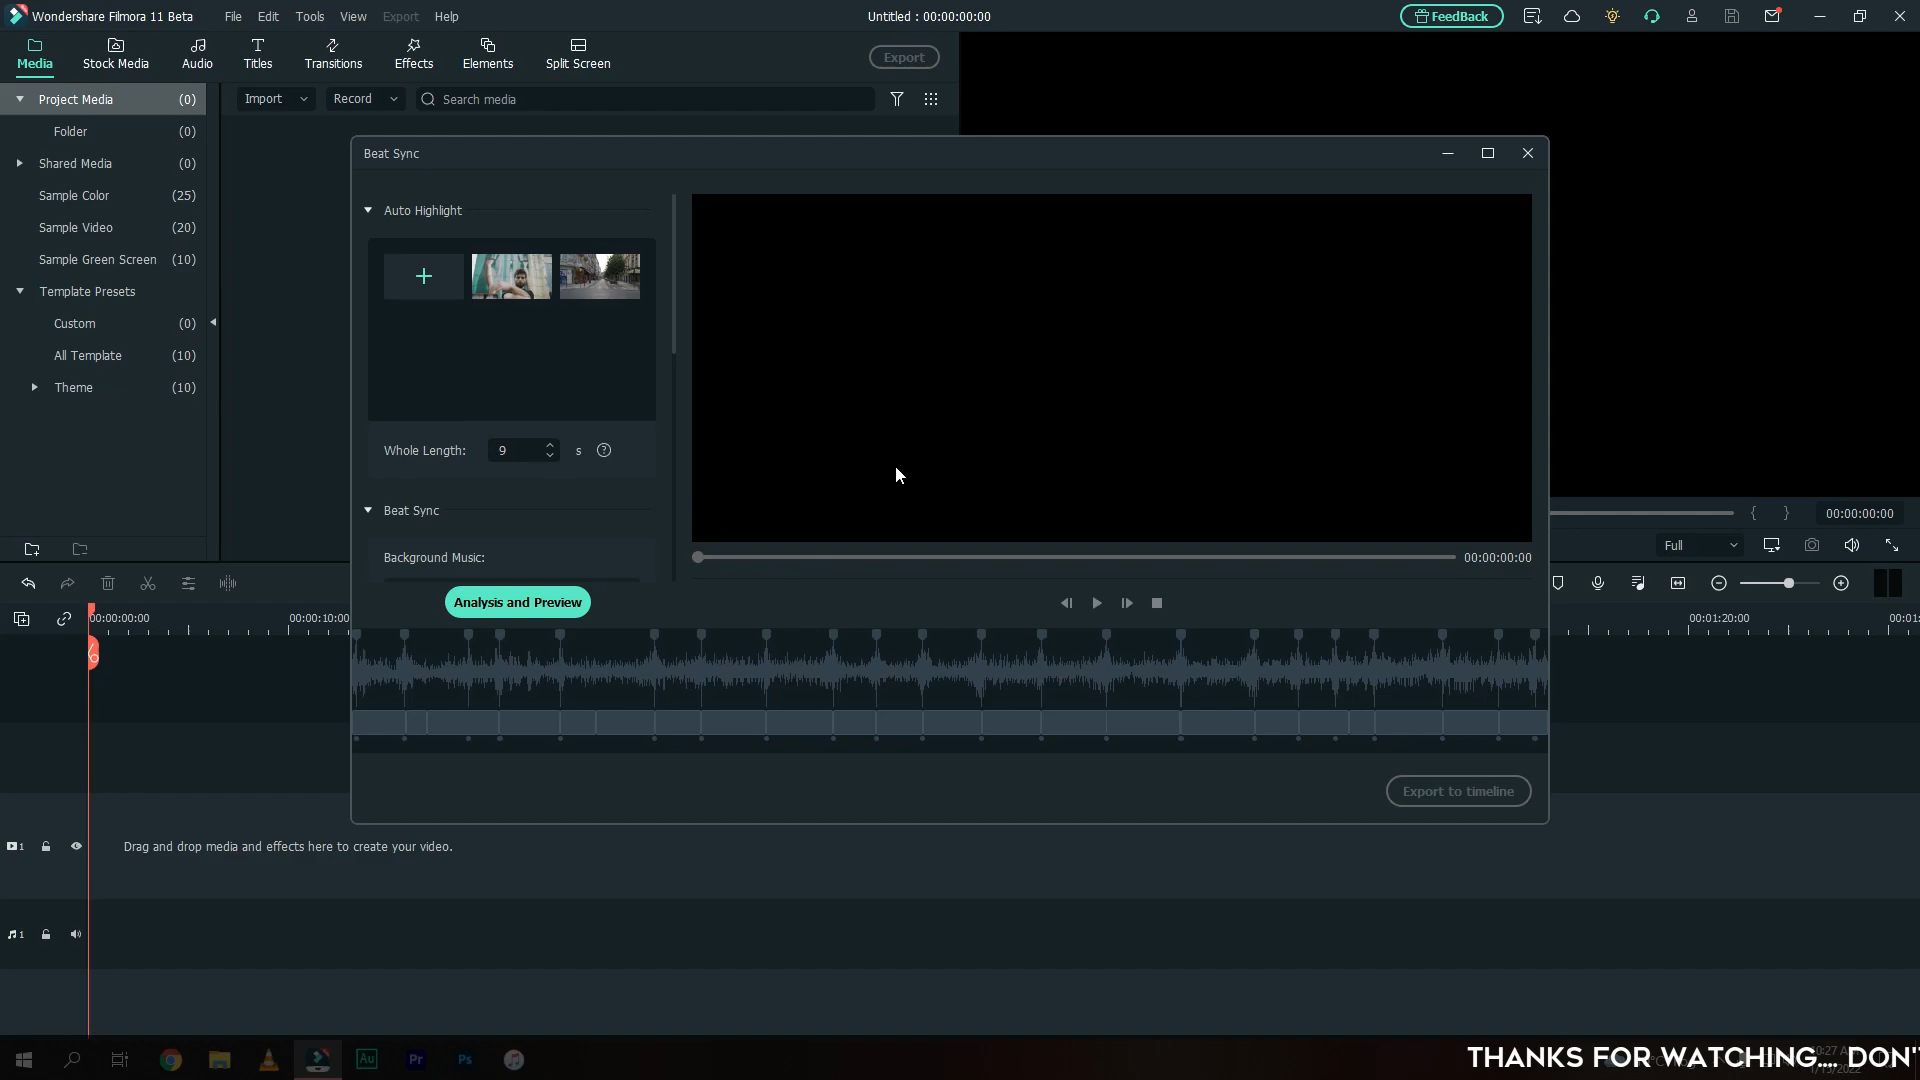 Wondershare Filmora 11 Beta
File
Edit
Tools
View
Export
Help
Untitled : 00:00:00:00
FeedBack
Media
Stock Media
Audio
Titles
Transitions
Effects
Elements
Split Screen
Export
Project Media (0)
Folder (0)
Shared Media (0)
Sample Color (25)
Sample Video (20)
Sample Green Screen (10)
Template Presets
Custom (0)
All Template (10)
Theme (10)
Import
Record
Search media
Beat Sync
Auto Highlight
Whole Length: 9 s
Beat Sync
Background Music:
Analysis and Preview
00:00:00:00
Export to timeline
00:00:00:00
Full
00:00:00:00
00:00:10:00
00:01:20:00
00:01:
Drag and drop media and effects here to create your video.
1
1
Au
Pr
Ps
THANKS FOR WATCHING.... DON'T